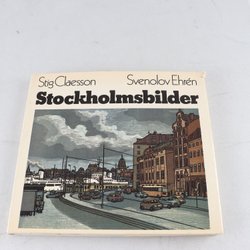 Stig Claesson Svenolov Ehrén
Stockholmsbilder